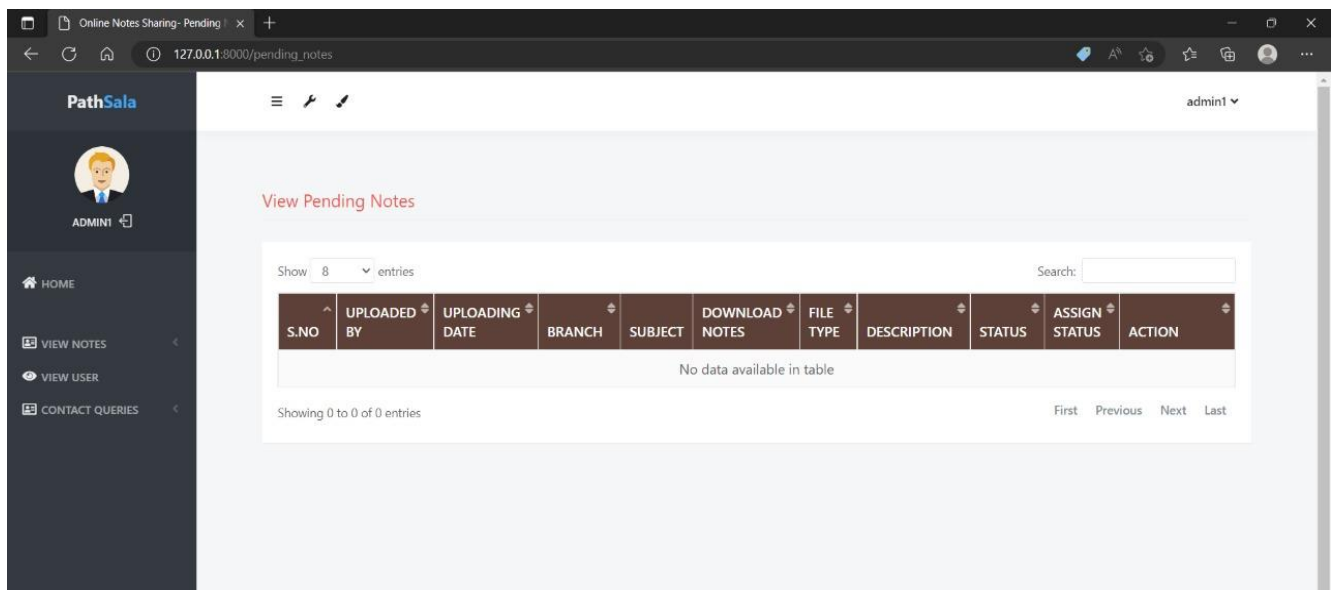 Online Notes Sharing- Pending
127.0.0.1:8000/pending_notes
PathSala
admin1
ADMIN1
HOME
VIEW NOTES
VIEW USER
CONTACT QUERIES
View Pending Notes
Show 8 entries
Search:
S.NO UPLOADED BY UPLOADING DATE BRANCH SUBJECT DOWNLOAD NOTES FILE TYPE DESCRIPTION STATUS ASSIGN STATUS ACTION
No data available in table
Showing 0 to 0 of 0 entries
First Previous Next Last